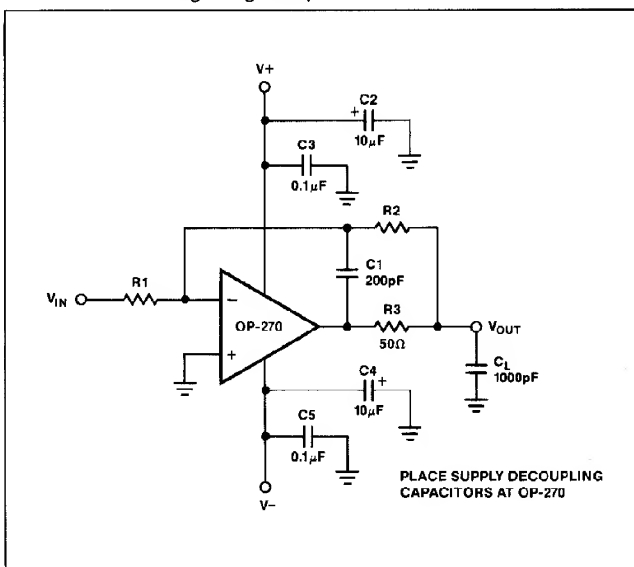 V+
C2
+
10µF
C3
0.1µF
R2
C1
200pF
R1
VIN
−
OP-270
+
R3
50Ω
VOUT
CL
1000pF
C4
+
10µF
C5
0.1µF
V−
PLACE SUPPLY DECOUPLING
CAPACITORS AT OP-270